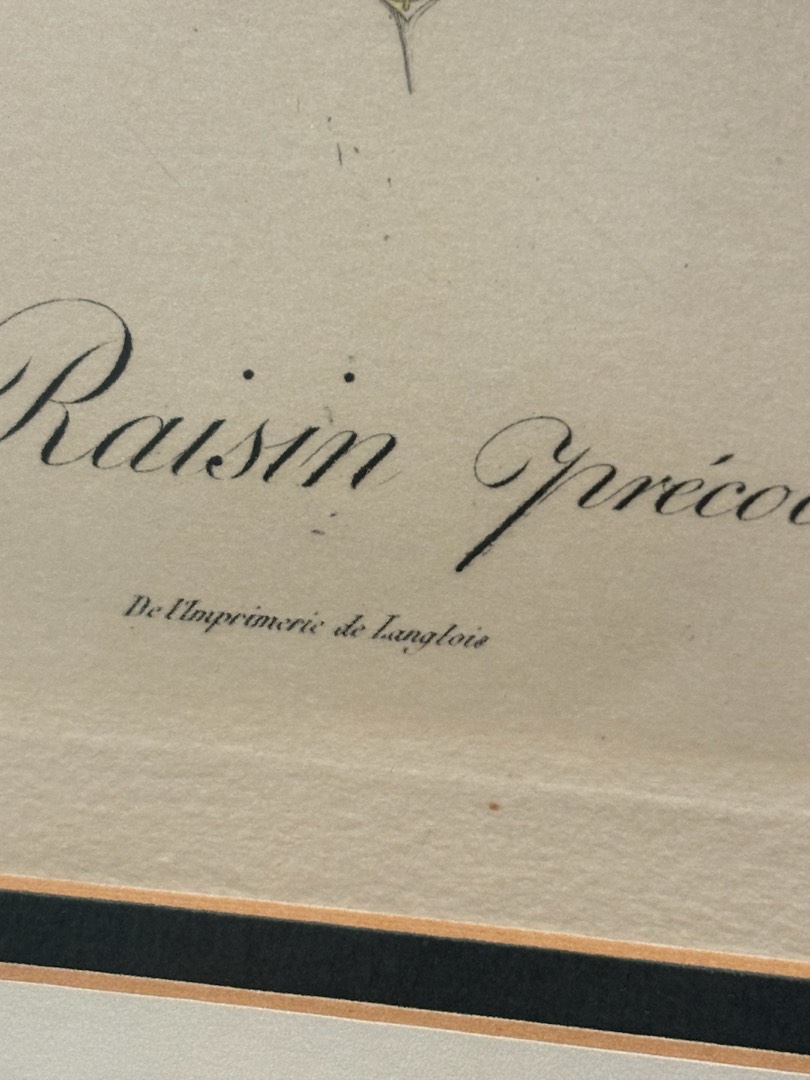 Raisin précoc
De l'Imprimerie de Langlois